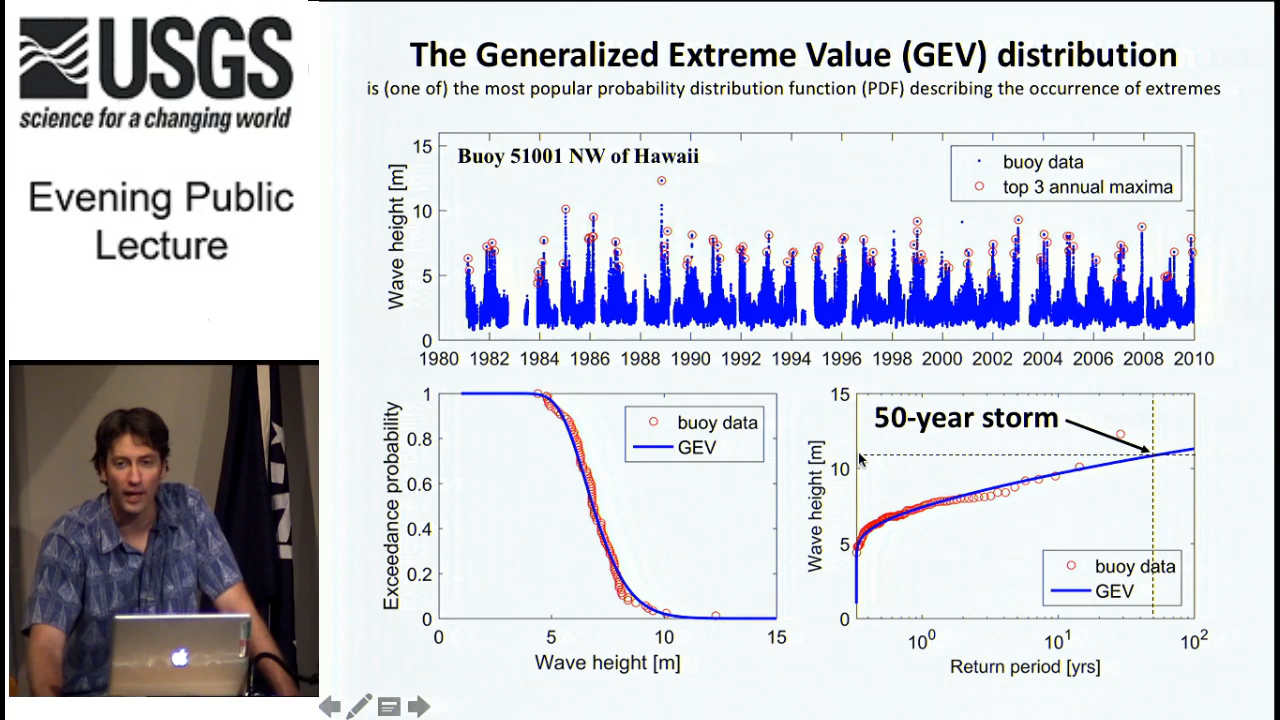 USGS
science for a changing world
Evening Public
Lecture
The Generalized Extreme Value (GEV) distribution
is (one of) the most popular probability distribution function (PDF) describing the occurrence of extremes
Buoy 51001 NW of Hawaii
buoy data
top 3 annual maxima
Wave height [m]
15
10
5
0
1980 1982 1984 1986 1988 1990 1992 1994 1996 1998 2000 2002 2004 2006 2008 2010
Exceedance probability
1
0.8
0.6
0.4
0.2
0
buoy data
GEV
0 5 10 15
Wave height [m]
Wave height [m]
15
10
5
0
50-year storm
buoy data
GEV
10^0 10^1 10^2
Return period [yrs]